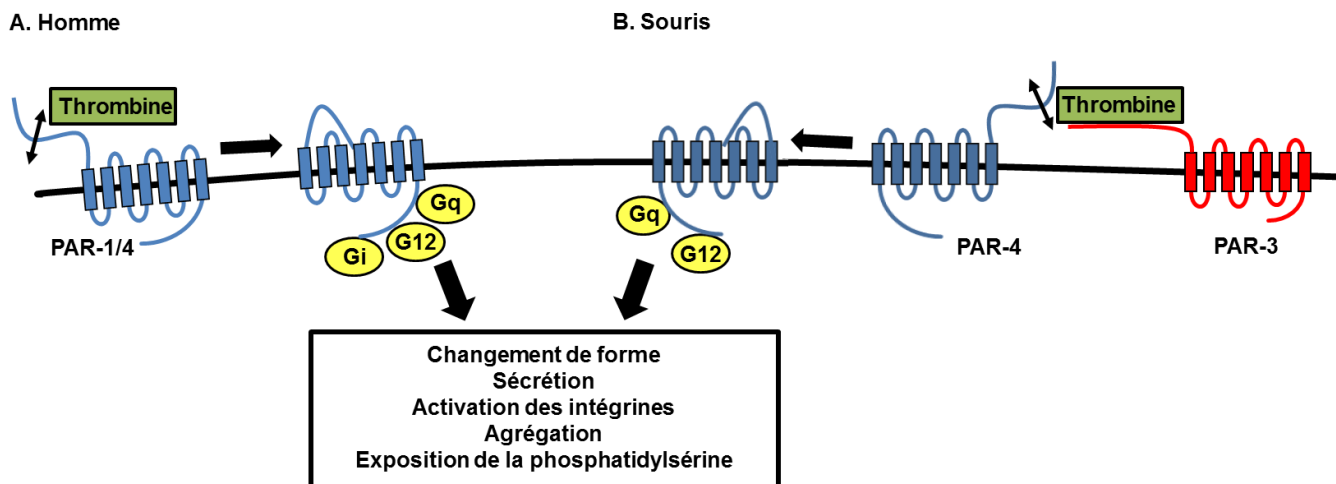 A. Homme
B. Souris
Thrombine
Thrombine
PAR-1/4
Gq
G12
Gi
Gq
G12
PAR-4
PAR-3
Changement de forme
Sécrétion
Activation des intégrines
Agrégation
Exposition de la phosphatidylsérine